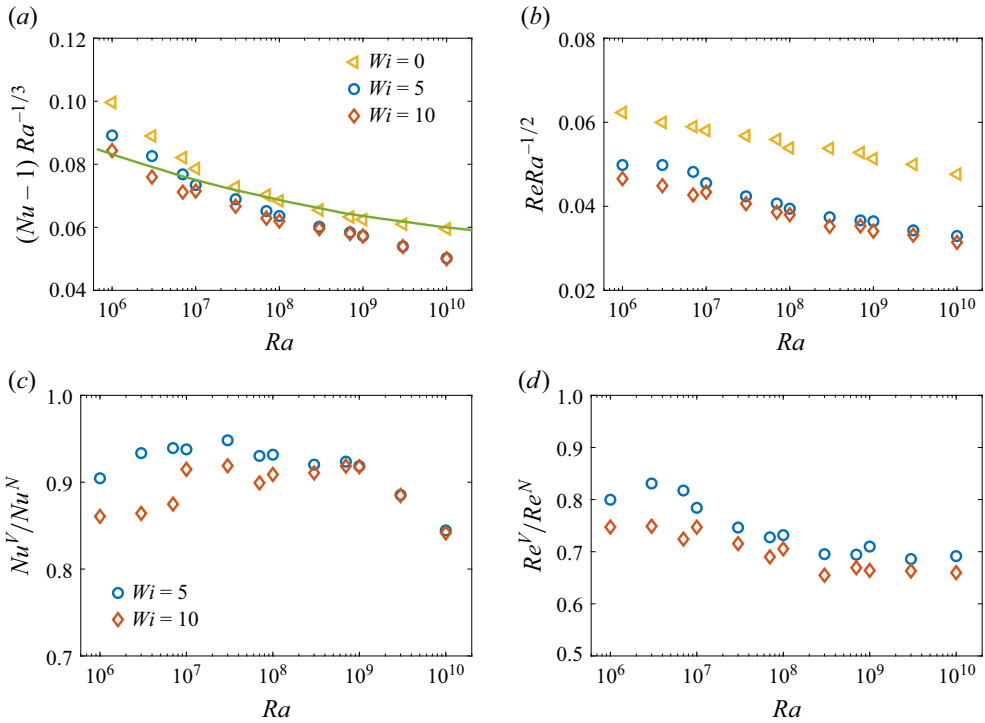 (a)
(b)
0.12
0.10
0.08
0.06
0.04
(Nu − 1) Ra^{−1/3}
Wi = 0
Wi = 5
Wi = 10
10^6
10^7
10^8
10^9
10^10
Ra
0.08
0.06
0.04
0.02
ReRa^{−1/2}
10^6
10^7
10^8
10^9
10^10
Ra
(c)
(d)
1.0
0.9
0.8
0.7
Nu^V/Nu^N
Wi = 5
Wi = 10
10^6
10^7
10^8
10^9
10^10
Ra
1.0
0.9
0.8
0.7
0.6
0.5
Re^V/Re^N
10^6
10^7
10^8
10^9
10^10
Ra